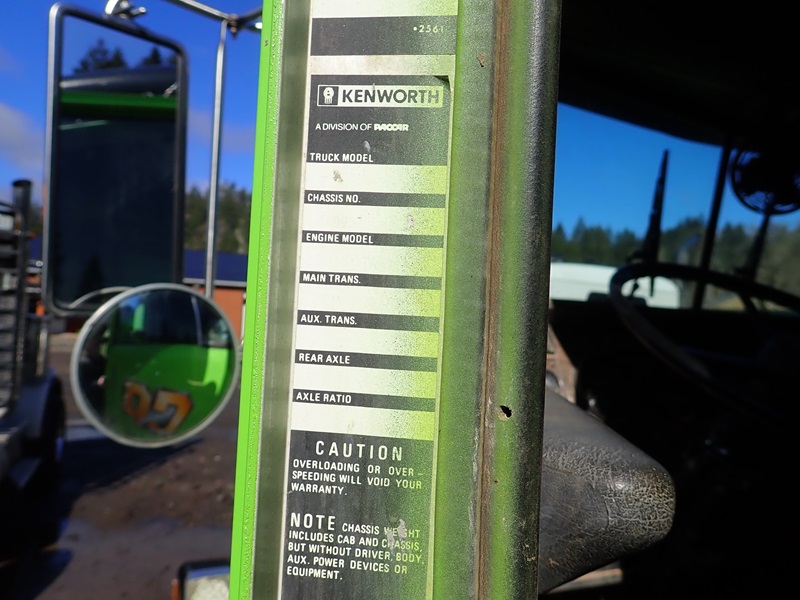 •2561
KENWORTH
A DIVISION OF PACCAR
TRUCK MODEL
CHASSIS NO.
ENGINE MODEL
MAIN TRANS.
AUX. TRANS.
REAR AXLE
AXLE RATIO
CAUTION
OVERLOADING OR OVER-
SPEEDING WILL VOID YOUR
WARRANTY.
NOTE CHASSIS WEIGHT
INCLUDES CAB AND CHASSIS,
BUT WITHOUT DRIVER, BODY,
AUX. POWER DEVICES OR
EQUIPMENT.